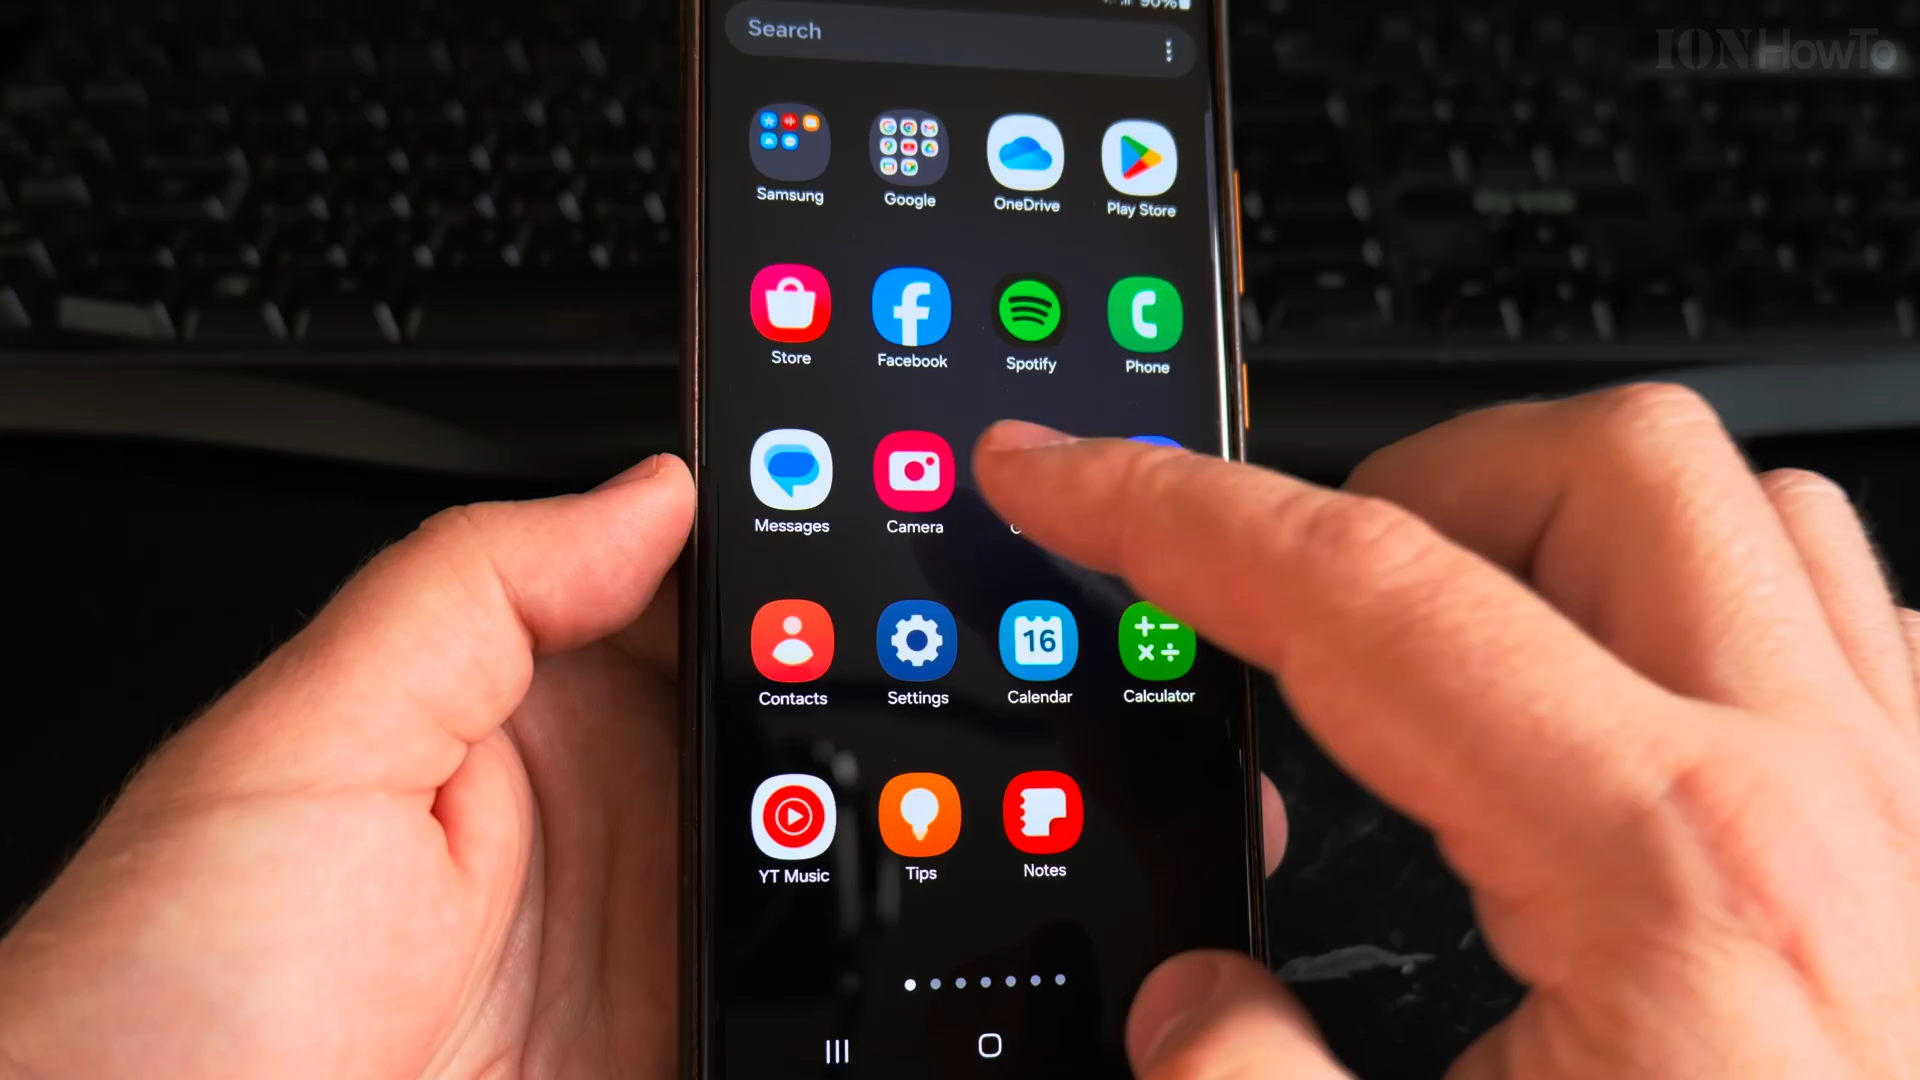 90%
IONHowTo
Search
Samsung
Google
OneDrive
Play Store
Store
Facebook
Spotify
Phone
Messages
Camera
Contacts
Settings
16
Calendar
Calculator
YT Music
Tips
Notes